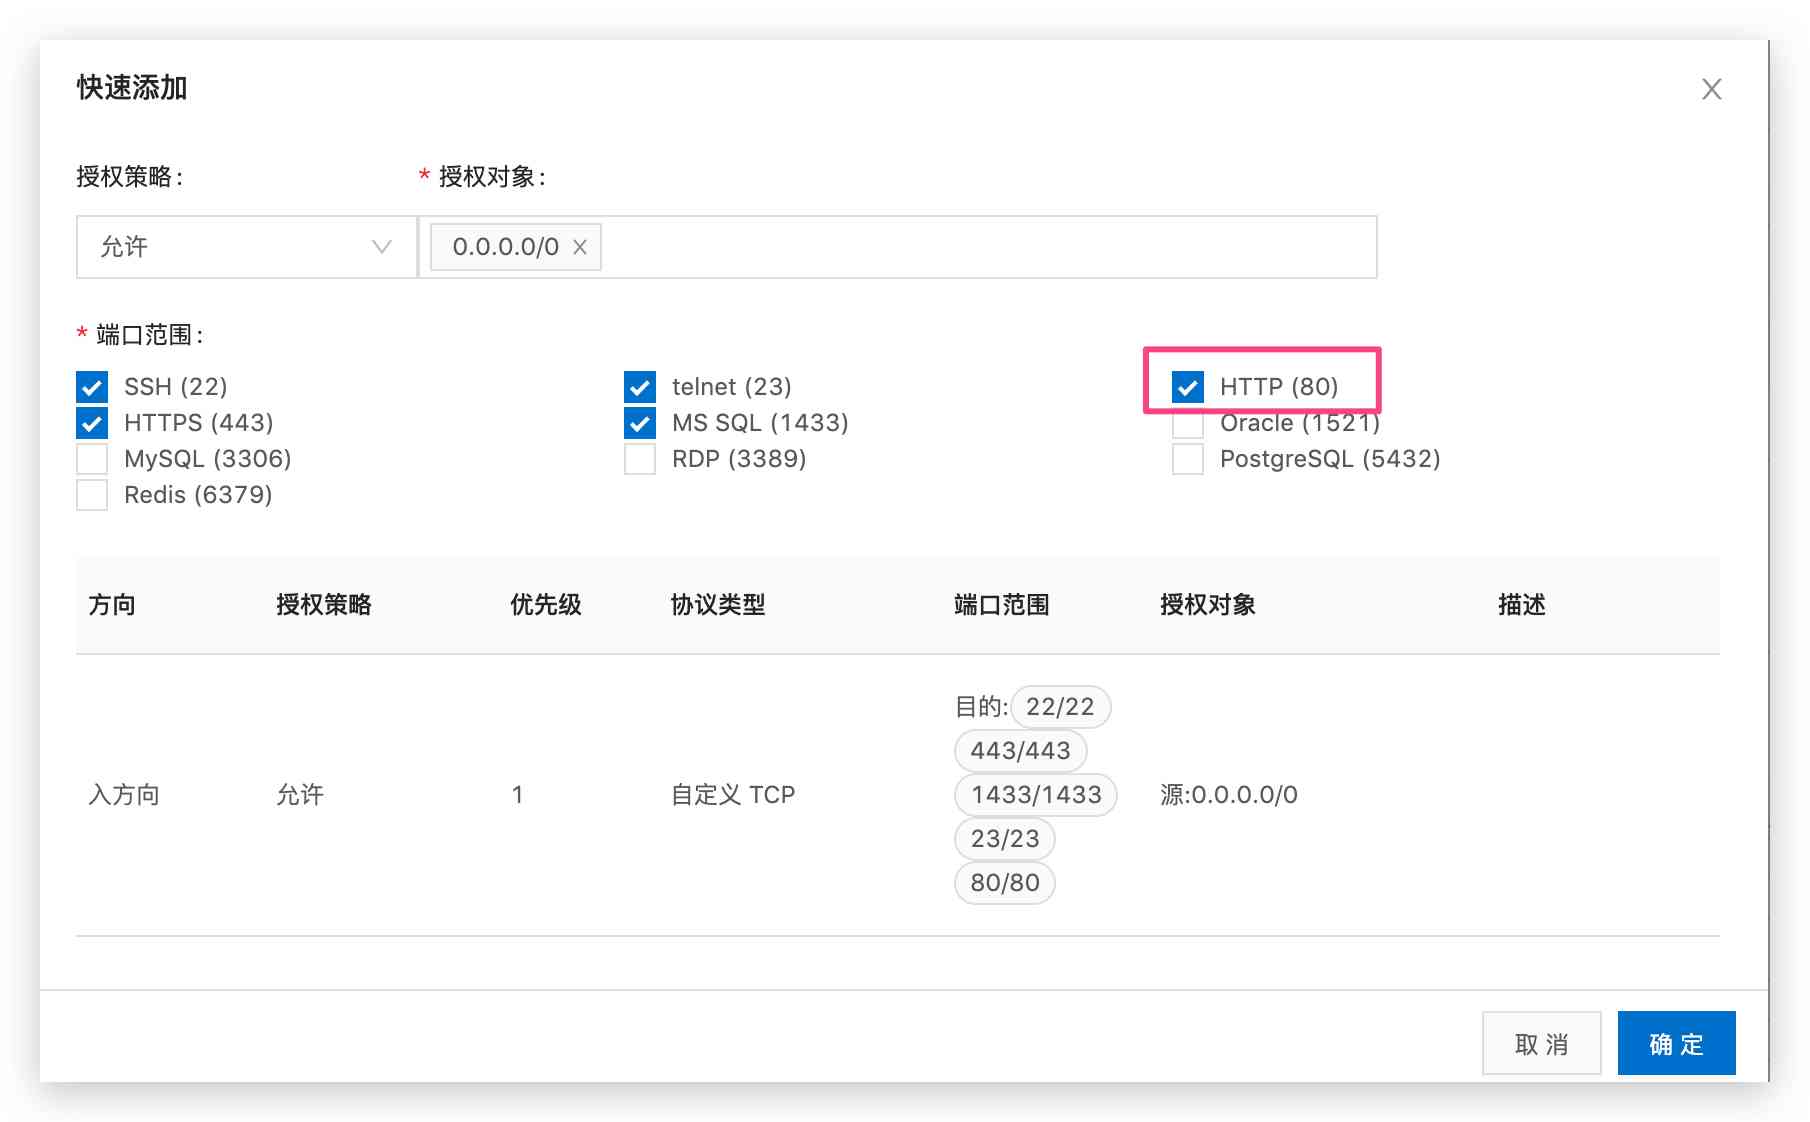 快速添加
授权策略: * 授权对象:
允许 0.0.0.0/0
* 端口范围:
SSH (22) telnet (23) HTTP (80)
HTTPS (443) MS SQL (1433) Oracle (1521)
MySQL (3306) RDP (3389) PostgreSQL (5432)
Redis (6379)
方向 授权策略 优先级 协议类型 端口范围 授权对象 描述
目的: 22/22
443/443
入方向 允许 1 自定义 TCP 1433/1433 源:0.0.0.0/0
23/23
80/80
取 消 确 定